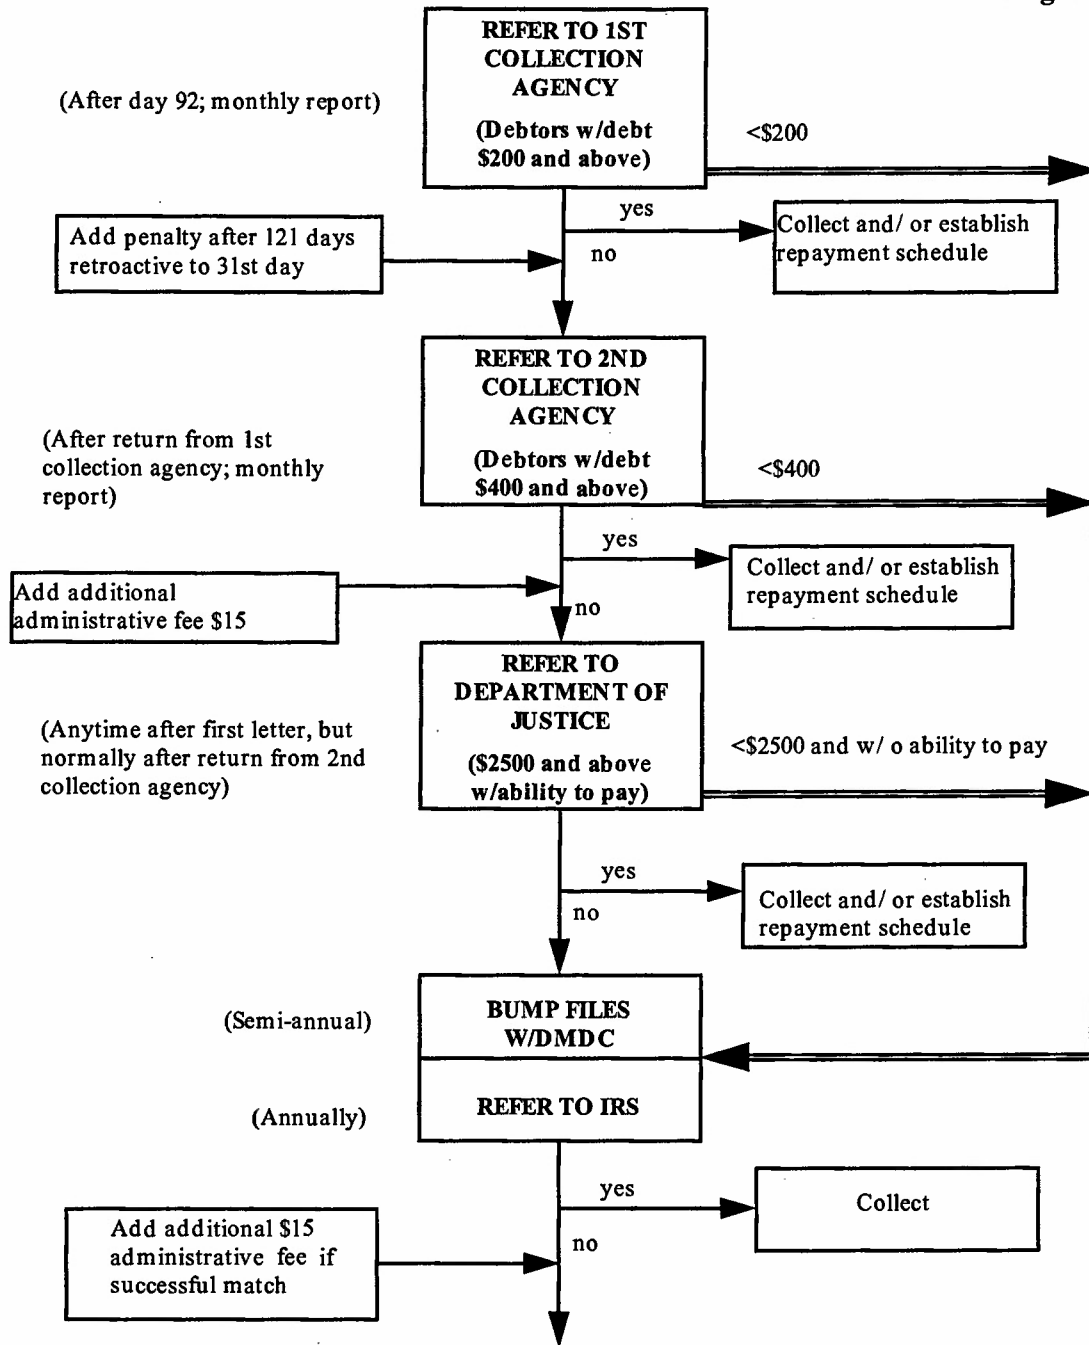 REFER TO 1ST
COLLECTION
AGENCY
(Debtors w/debt
$200 and above)
(After day 92; monthly report)
<$200
yes
no
Collect and/ or establish
repayment schedule
Add penalty after 121 days
retroactive to 31st day
REFER TO 2ND
COLLECTION
AGENCY
(Debtors w/debt
$400 and above)
(After return from 1st
collection agency; monthly
report)
<$400
yes
no
Collect and/ or establish
repayment schedule
Add additional
administrative fee $15
REFER TO
DEPARTMENT OF
JUSTICE
($2500 and above
w/ability to pay)
(Anytime after first letter, but
normally after return from 2nd
collection agency)
<$2500 and w/ o ability to pay
yes
no
Collect and/ or establish
repayment schedule
(Semi-annual)
BUMP FILES
W/DMDC
(Annually)
REFER TO IRS
yes
no
Collect
Add additional $15
administrative fee if
successful match